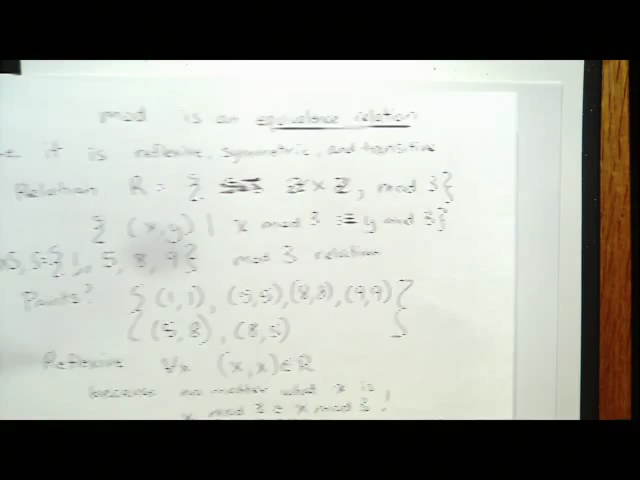 mod is an equivalence relation
it is reflexive, symmetric, and transitive
Relation R = { Z x Z, mod 3}
{ (x,y) | x mod 3 = y mod 3}
S={1, 5, 8, 9} mod 3 relation
Points? { (1,1), (5,5), (8,8), (9,9) }
{ (5,8), (8,5) }
Reflexive ∀x (x,x)∈R
because no matter what x is
x mod 3 = x mod 3!